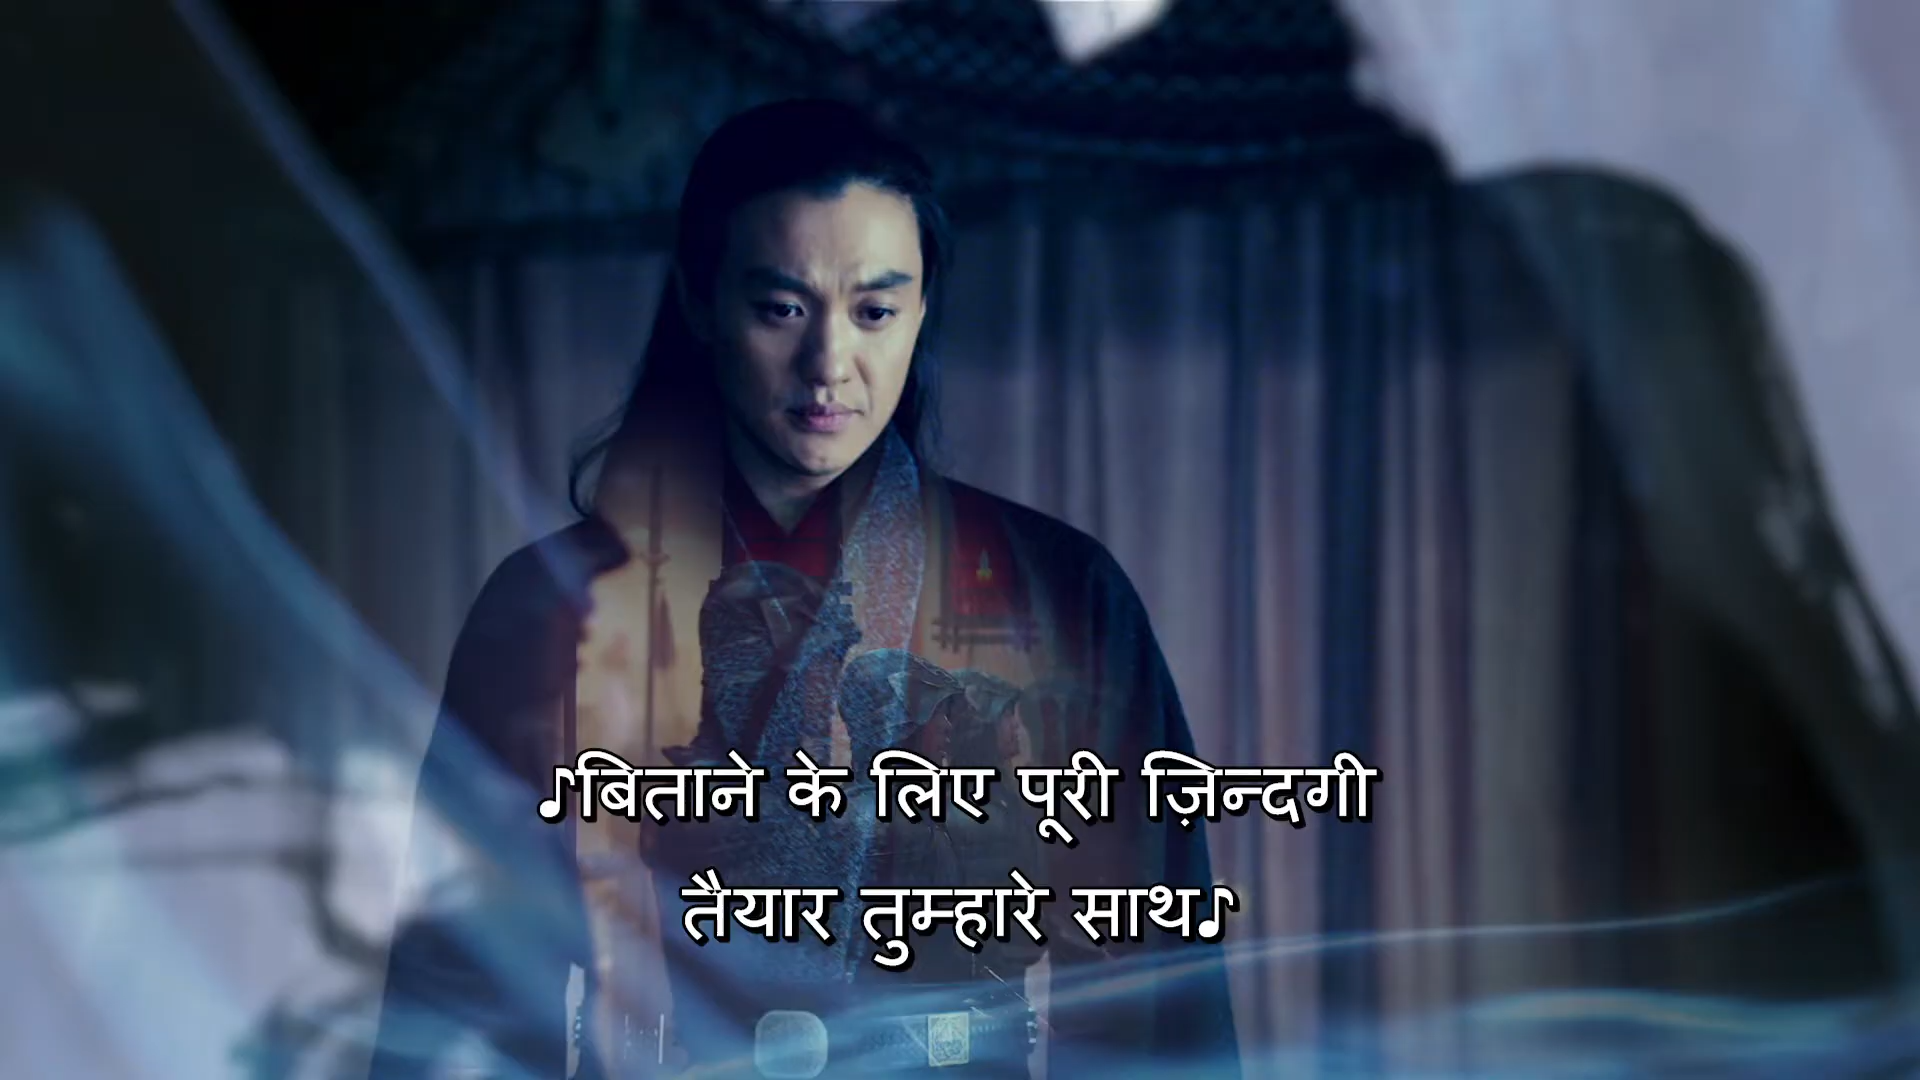 ♪बिताने के लिए पूरी ज़िन्दगी
तैयार तुम्हारे साथ♪